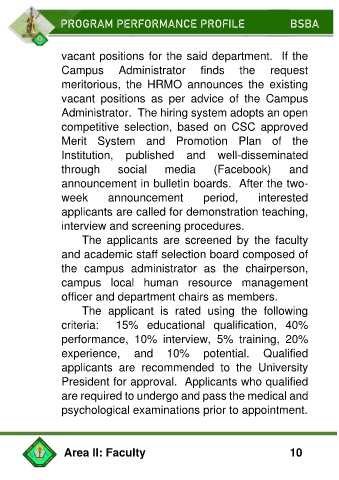 PROGRAM PERFORMANCE PROFILE BSBA
vacant positions for the said department. If the
Campus Administrator finds the request
meritorious, the HRMO announces the existing
vacant positions as per advice of the Campus
Administrator. The hiring system adopts an open
competitive selection, based on CSC approved
Merit System and Promotion Plan of the
Institution, published and well-disseminated
through social media (Facebook) and
announcement in bulletin boards. After the two-
week announcement period, interested
applicants are called for demonstration teaching,
interview and screening procedures.
The applicants are screened by the faculty
and academic staff selection board composed of
the campus administrator as the chairperson,
campus local human resource management
officer and department chairs as members.
The applicant is rated using the following
criteria: 15% educational qualification, 40%
performance, 10% interview, 5% training, 20%
experience, and 10% potential. Qualified
applicants are recommended to the University
President for approval. Applicants who qualified
are required to undergo and pass the medical and
psychological examinations prior to appointment.
Area II: Faculty 10